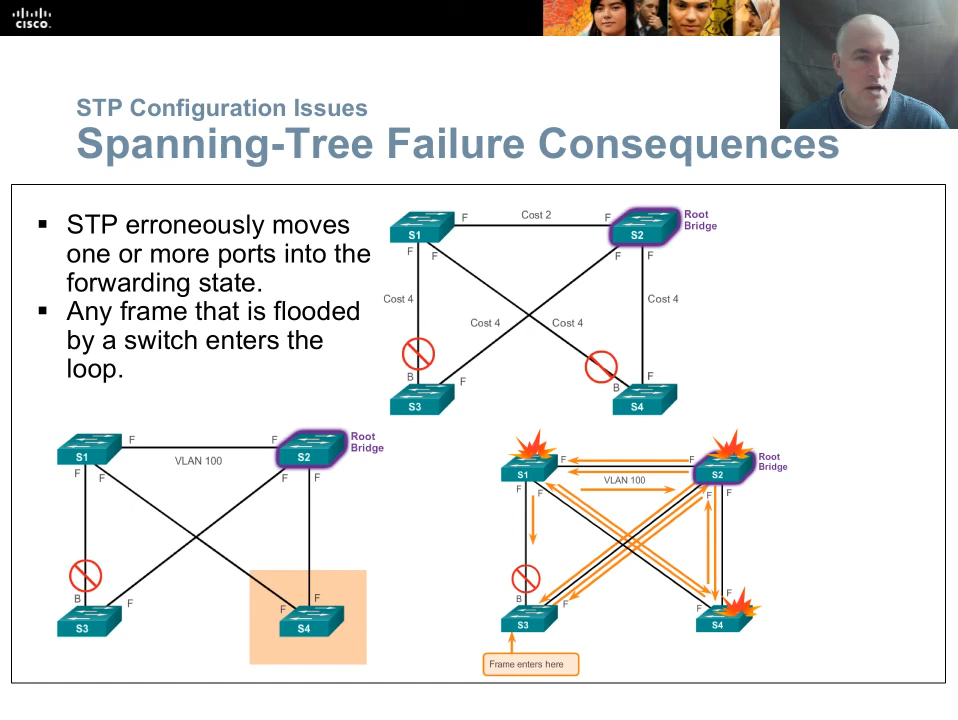 CISCO.
STP Configuration Issues
Spanning-Tree Failure Consequences
▪ STP erroneously moves
one or more ports into the
forwarding state.
▪ Any frame that is flooded
by a switch enters the
loop.
F
Cost 2
F
Root
Bridge
S1
S2
F
F
F
F
Cost 4
Cost 4
Cost 4
Cost 4
B
F
F
B
S3
S4
F
F
Root
Bridge
S1
VLAN 100
S2
F
F
F
F
B
F
F
F
S3
S4
F
F
Root
Bridge
S1
VLAN 100
S2
F
F
F
F
B
F
F
F
S3
S4
Frame enters here